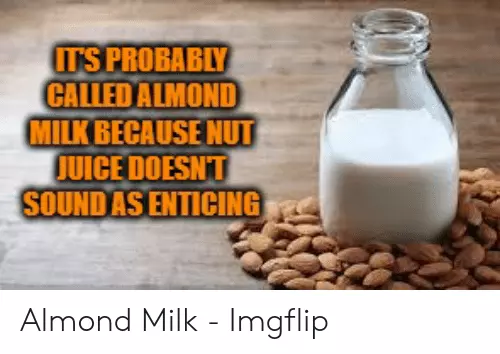 IT'S PROBABLY
CALLED ALMOND
MILK BECAUSE NUT
JUICE DOESN'T
SOUND AS ENTICING
Almond Milk - Imgflip